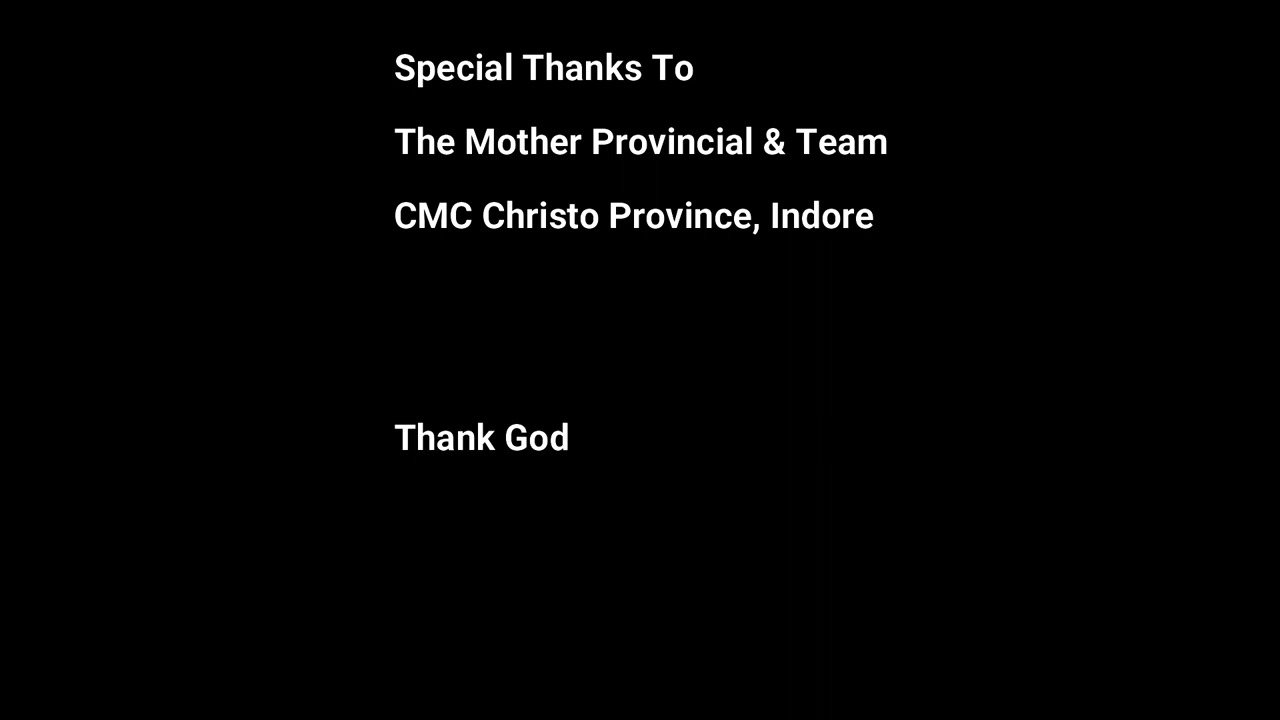 Special Thanks To
The Mother Provincial & Team
CMC Christo Province, Indore
Thank God